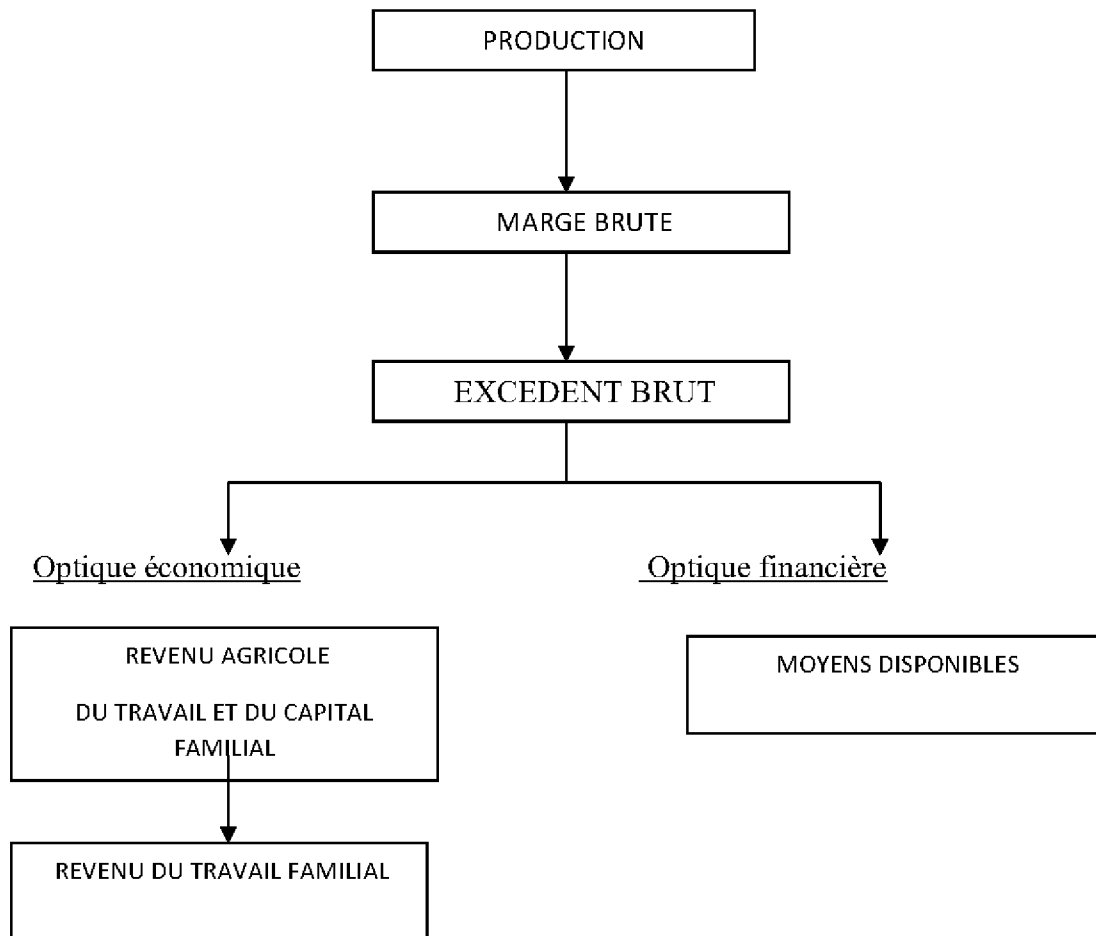 PRODUCTION
MARGE BRUTE
EXCEDENT BRUT
Optique économique
Optique financière
REVENU AGRICOLE
DU TRAVAIL ET DU CAPITAL
FAMILIAL
MOYENS DISPONIBLES
REVENU DU TRAVAIL FAMILIAL